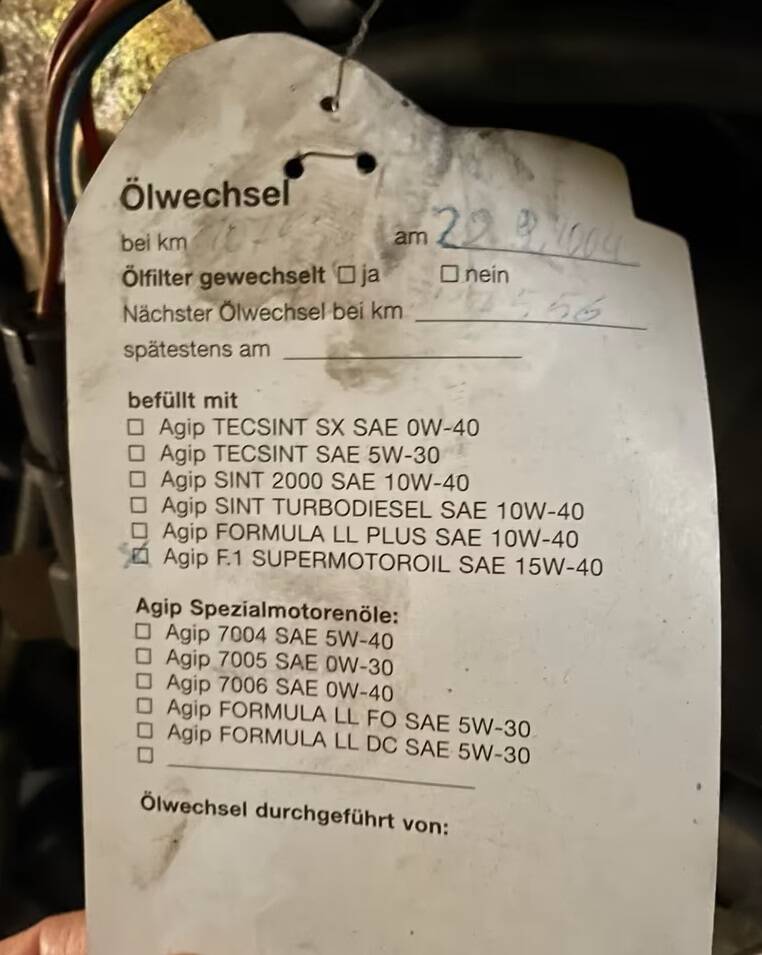 Ölwechsel
bei km am 29.9.
Ölfilter gewechselt ☐ ja ☐ nein
Nächster Ölwechsel bei km
spätestens am
befüllt mit
☐ Agip TECSINT SX SAE 0W-40
☐ Agip TECSINT SAE 5W-30
☐ Agip SINT 2000 SAE 10W-40
☐ Agip SINT TURBODIESEL SAE 10W-40
☐ Agip FORMULA LL PLUS SAE 10W-40
☒ Agip F.1 SUPERMOTOROIL SAE 15W-40
Agip Spezialmotorenöle:
☐ Agip 7004 SAE 5W-40
☐ Agip 7005 SAE 0W-30
☐ Agip 7006 SAE 0W-40
☐ Agip FORMULA LL FO SAE 5W-30
☐ Agip FORMULA LL DC SAE 5W-30
☐
Ölwechsel durchgeführt von: